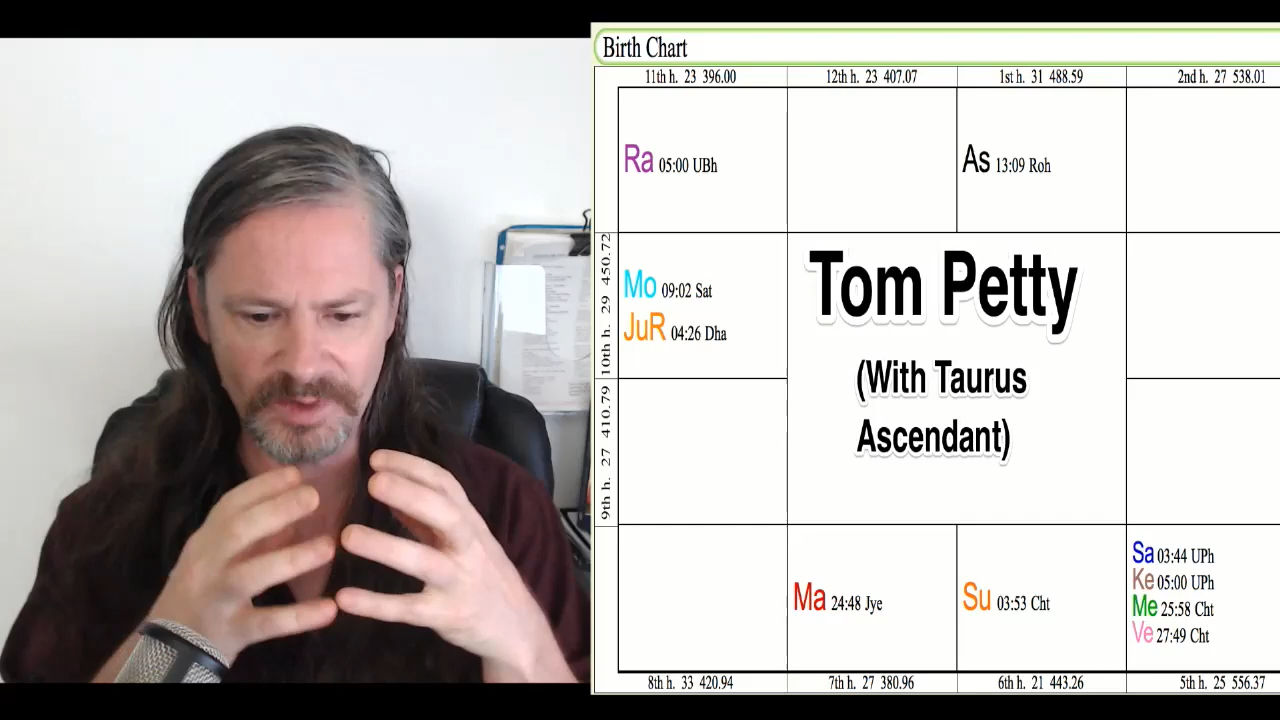 Birth Chart
11th h. 23 396.00
12th h. 23 407.07
1st h. 31 488.59
2nd h. 27 538.01
Ra 05:00 UBh
As 13:09 Roh
10th h. 29 450.72
Mo 09:02 Sat
JuR 04:26 Dha
Tom Petty
(With Taurus
Ascendant)
9th h. 27 410.79
Ma 24:48 Jye
Su 03:53 Cht
Sa 03:44 UPh
Ke 05:00 UPh
Me 25:58 Cht
Ve 27:49 Cht
8th h. 33 420.94
7th h. 27 380.96
6th h. 21 443.26
5th h. 25 556.37